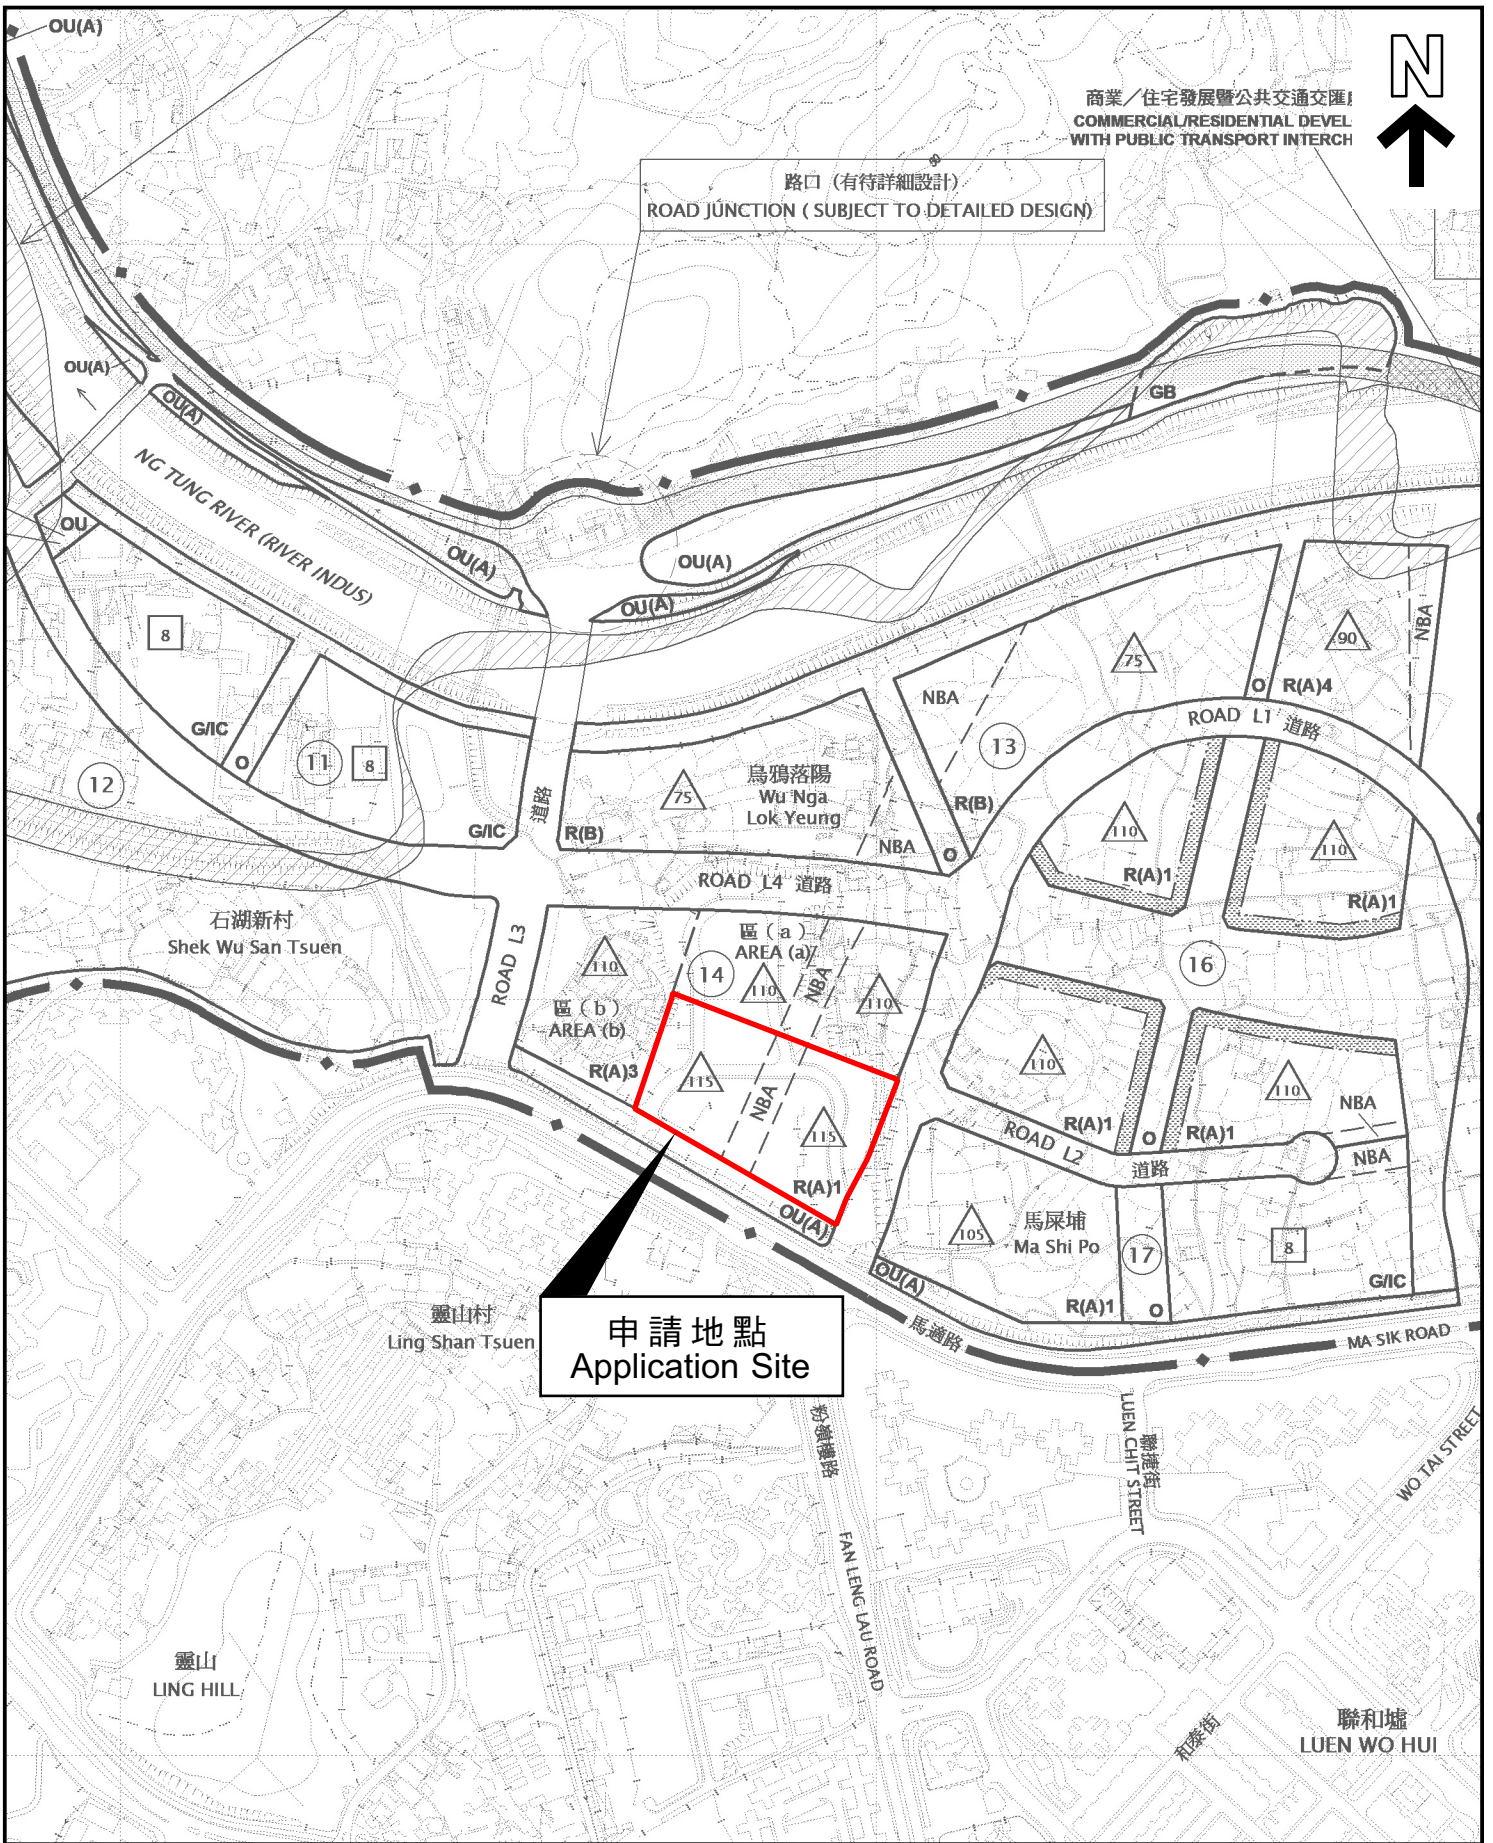 OU(A)
N
商業／住宅發展暨公共交通交匯
COMMERCIAL/RESIDENTIAL DEVEL
WITH PUBLIC TRANSPORT INTERCH
80
路口（有待詳細設計）
ROAD JUNCTION ( SUBJECT TO DETAILED DESIGN)
OU(A)
OU(A)
GB
NG TUNG RIVER (RIVER INDUS)
OU
OU(A)
OU(A)
OU(A)
8
75
90
NBA
NBA
O
R(A)4
G/IC
O
11
8
12
13
ROAD L1 道路
烏鴉落陽
Wu Nga
Lok Yeung
75
道路
G/IC
R(B)
R(B)
NBA
O
110
R(A)1
110
R(A)1
ROAD L4 道路
石湖新村
Shek Wu San Tsuen
ROAD L3
區（a）
AREA (a)
110
14
110
NBA
110
16
區（b）
AREA (b)
R(A)3
115
NBA
115
R(A)1
OU(A)
110
R(A)1
O
R(A)1
110
NBA
NBA
ROAD L2
道路
105
馬屎埔
Ma Shi Po
17
8
G/IC
OU(A)
R(A)1
O
靈山村
Ling Shan Tsuen
申請地點
Application Site
馬適路
MA SIK ROAD
粉嶺樓路
FAN LENG LAU ROAD
聯捷街
LUEN CHIT STREET
WO TAI STREET
靈山
LING HILL
和泰街
聯和墟
LUEN WO HUI